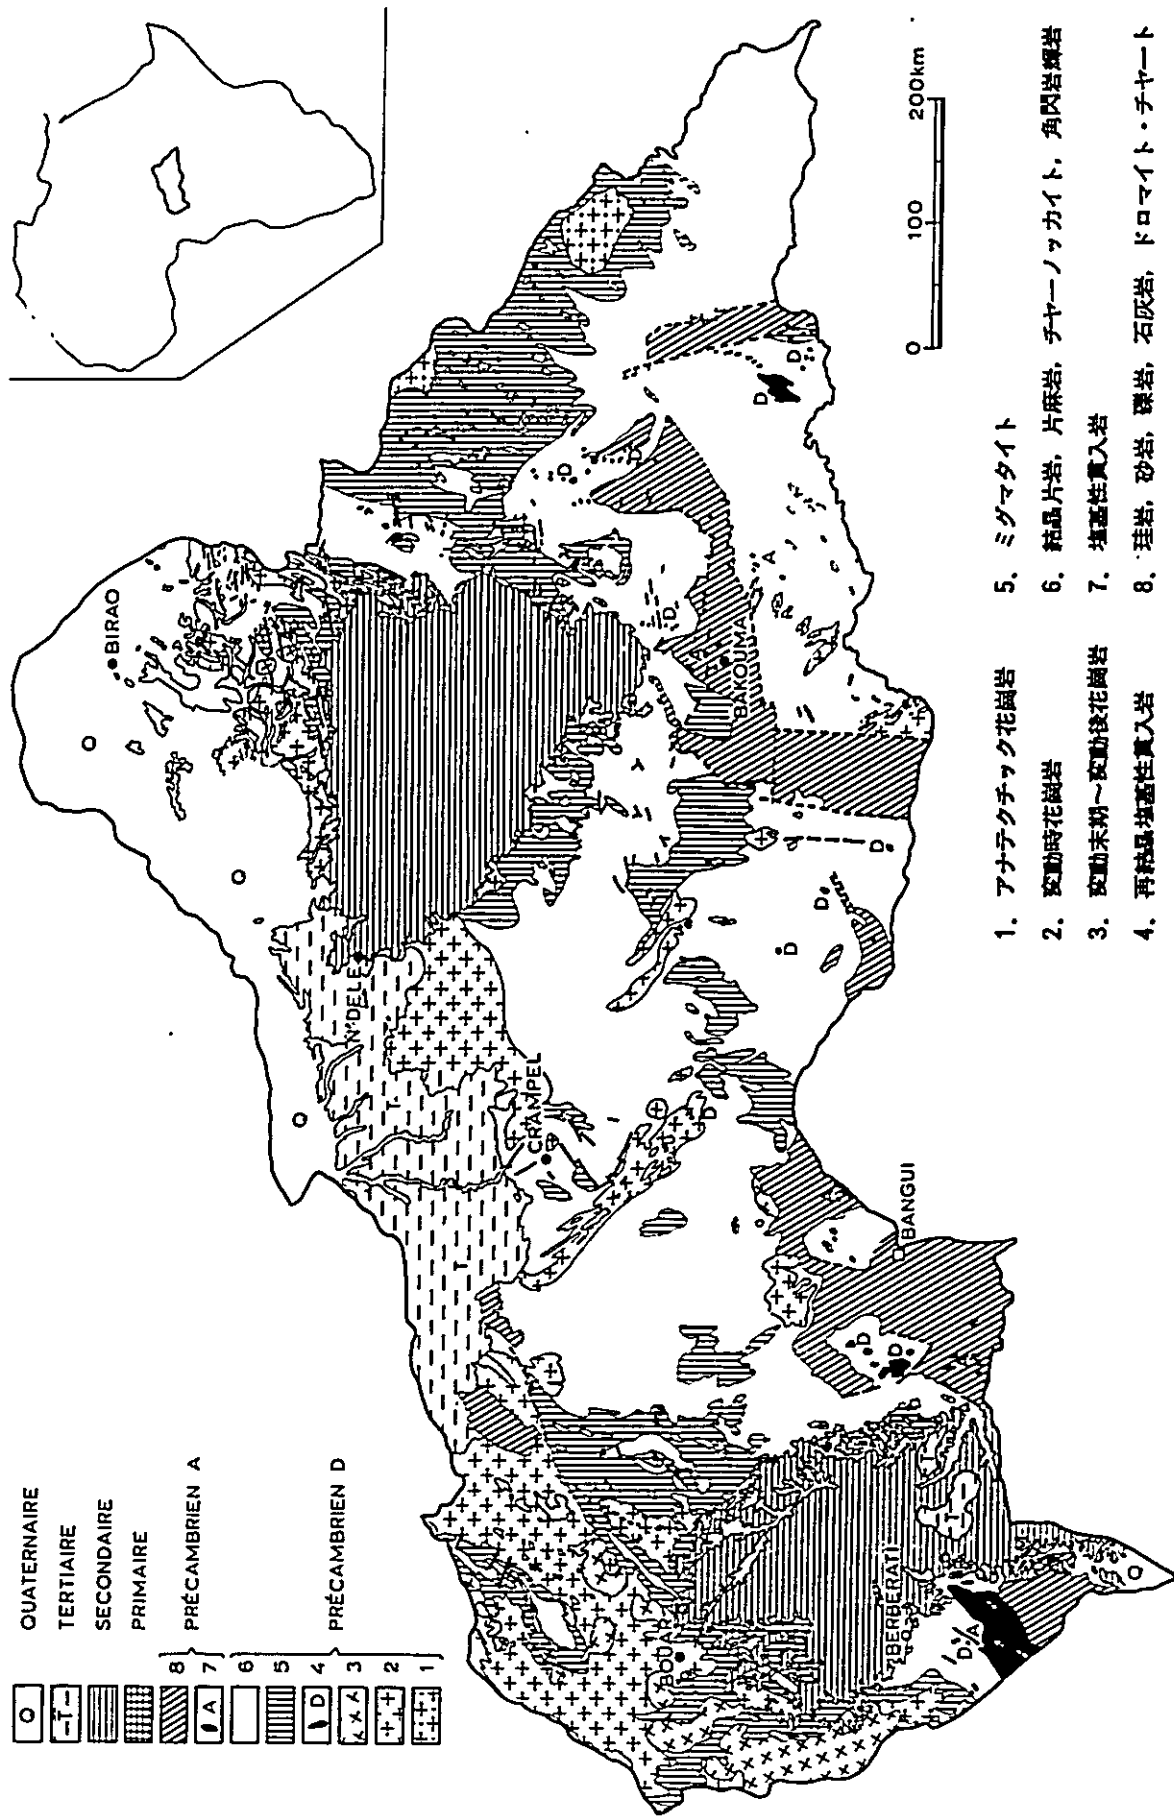 QUATERNAIRE
TERTIAIRE
SECONDAIRE
PRIMAIRE
8
7
PRÉCAMBRIEN A
6
5
4
3
2
1
PRÉCAMBRIEN D
Q
-T-
A
D
A
BIRAO
Q
Q
Q
N'DELE
T
T
CRAMPEL
BAKOUMA
BOUAR
BERBERATI
BANGUI
D
D
D
D
D
D
D
D
D
D
A
T
Q
D?/A
0
100
200km
1. アナテクチック花崗岩
2. 変動時花崗岩
3. 変動末期〜変動後花崗岩
4. 再結晶塩基性貫入岩
5. ミグマタイト
6. 結晶片岩, 片麻岩, チャーノッカイト, 角閃岩輝岩
7. 塩基性貫入岩
8. 珪岩, 砂岩, 礫岩, 石灰岩, ドロマイト・チャート